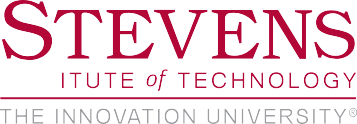 STEVENS
ITUTE of TECHNOLOGY
THE INNOVATION UNIVERSITY®